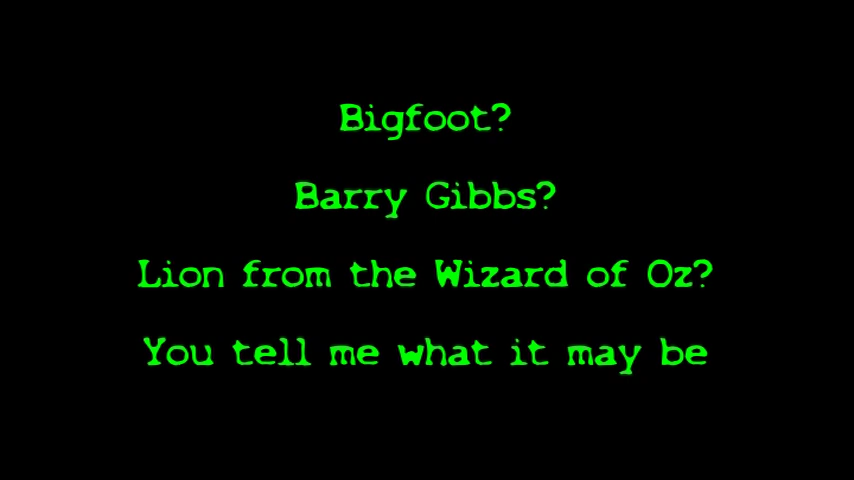 Bigfoot?
Barry Gibbs?
Lion from the Wizard of Oz?
You tell me what it may be